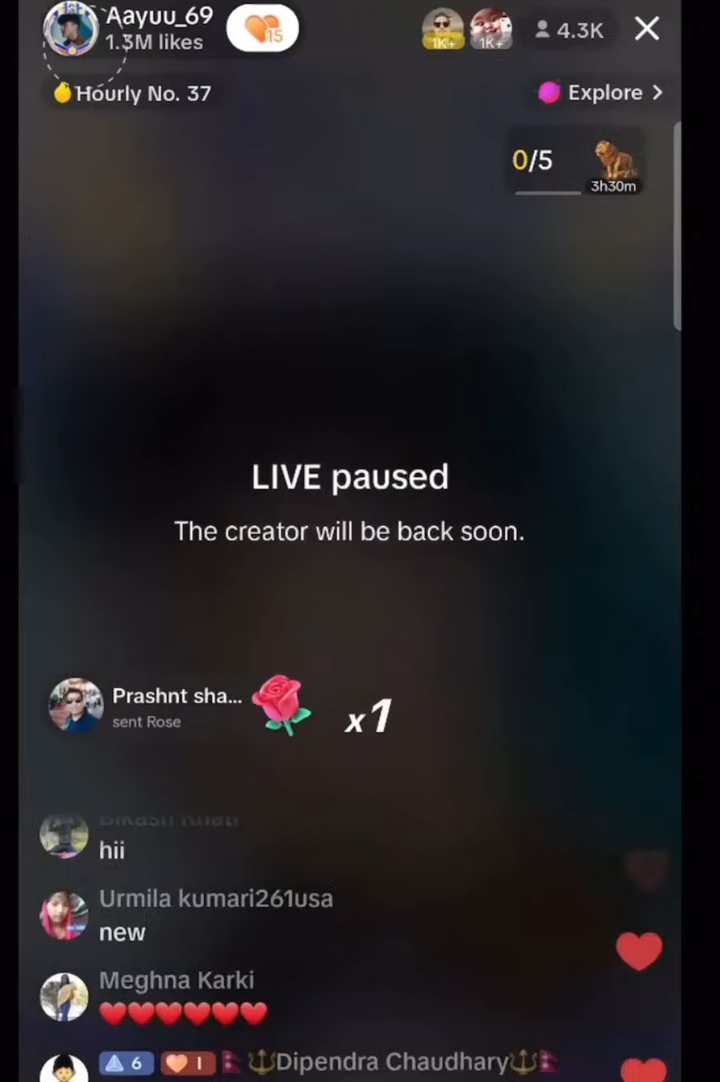 Aayuu_69
1.3M likes
15
1K+
1K+
4.3K
Hourly No. 37
Explore >
0/5
3h30m
LIVE paused
The creator will be back soon.
Prashnt sha...
sent Rose
x1
hii
Urmila kumari261usa
new
Meghna Karki
❤️❤️❤️❤️❤️❤️
6 I 🇳🇵🔱Dipendra Chaudhary🔱🇳🇵